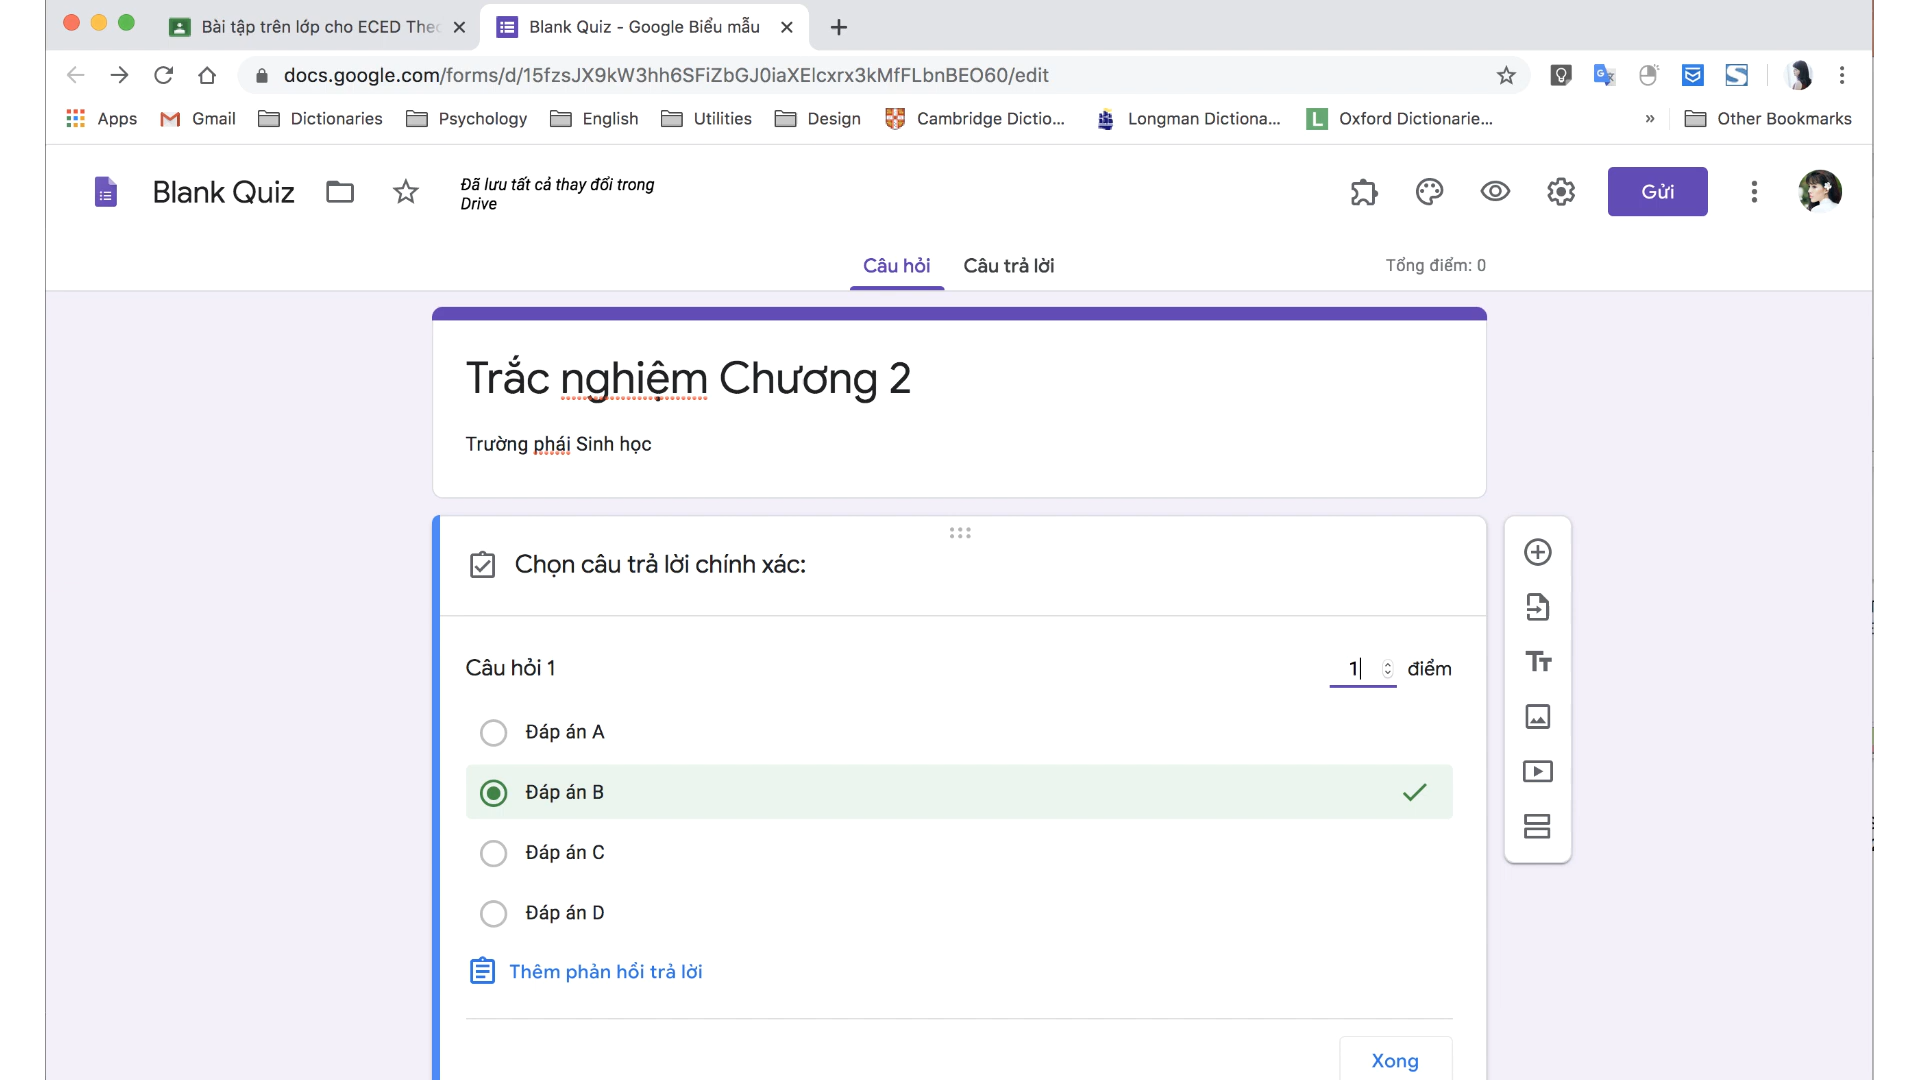 Bài tập trên lớp cho ECED Theo
Blank Quiz - Google Biểu mẫu
docs.google.com/forms/d/15fzsJX9kW3hh6SFiZbGJ0iaXElcxrx3kMfFLbnBEO60/edit
Apps Gmail Dictionaries Psychology English Utilities Design Cambridge Dictio... Longman Dictiona... L Oxford Dictionarie... » Other Bookmarks
Blank Quiz
Đã lưu tất cả thay đổi trong
Drive
Gửi
Câu hỏi Câu trả lời Tổng điểm: 0
Trắc nghiệm Chương 2
Trường phái Sinh học
Chọn câu trả lời chính xác:
Câu hỏi 1 1 điểm
Đáp án A
Đáp án B
Đáp án C
Đáp án D
Thêm phản hồi trả lời
Xong